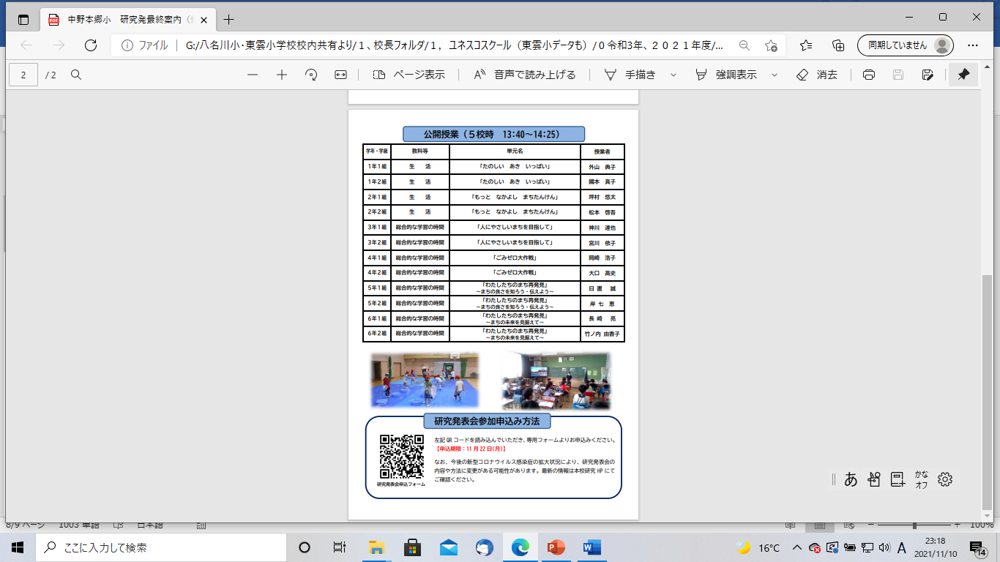 中野本郷小　研究発最終案内（
ファイル
G:/八名川小・東雲小学校校内共有より/１、校長フォルダ/１，ユネスコスクール（東雲小データも）/０令和3年、２０２１年度/...
同期していません
2 / 2
ページ表示
音声で読み上げる
手描き
強調表示
消去
公開授業（５校時　13:40～14:25）
学年・学級 教科等 単元名 授業者
1年1組 生　活 「たのしい　あき　いっぱい」 外山　典子
1年2組 生　活 「たのしい　あき　いっぱい」 國本　真子
2年1組 生　活 「もっと　なかよし　まちたんけん」 坪村　悠太
2年2組 生　活 「もっと　なかよし　まちたんけん」 松本　啓吾
3年1組 総合的な学習の時間 「人にやさしいまちを目指して」 神川　達也
3年2組 総合的な学習の時間 「人にやさしいまちを目指して」 宮川　依子
4年1組 総合的な学習の時間 「ごみゼロ大作戦」 岡崎　浩子
4年2組 総合的な学習の時間 「ごみゼロ大作戦」 大口　高史
5年1組 総合的な学習の時間 「わたしたちのまち再発見」 日置　誠
～まちの良さを知ろう・伝えよう～
5年2組 総合的な学習の時間 「わたしたちのまち再発見」 岸　七恵
～まちの良さを知ろう・伝えよう～
6年1組 総合的な学習の時間 「わたしたちのまち再発見」 長崎　亮
～まちの未来を見据えて～
6年2組 総合的な学習の時間 「わたしたちのまち再発見」 竹ノ内 由香子
～まちの未来を見据えて～
研究発表会参加申込み方法
左記QRコードを読み込んでいただき、専用フォームよりお申込みください。
【申込期限：11月22日(月)】
なお、今後の新型コロナウイルス感染症の拡大状況により、研究発表会の
内容や方法に変更がある可能性があります。最新の情報は本校研究HPにて
ご確認ください。
研究発表会申込フォーム
あ
かな
オフ
8/9 ページ 1003 単語 日本語 100%
ここに入力して検索
16°C
A
23:18
2021/11/10
14